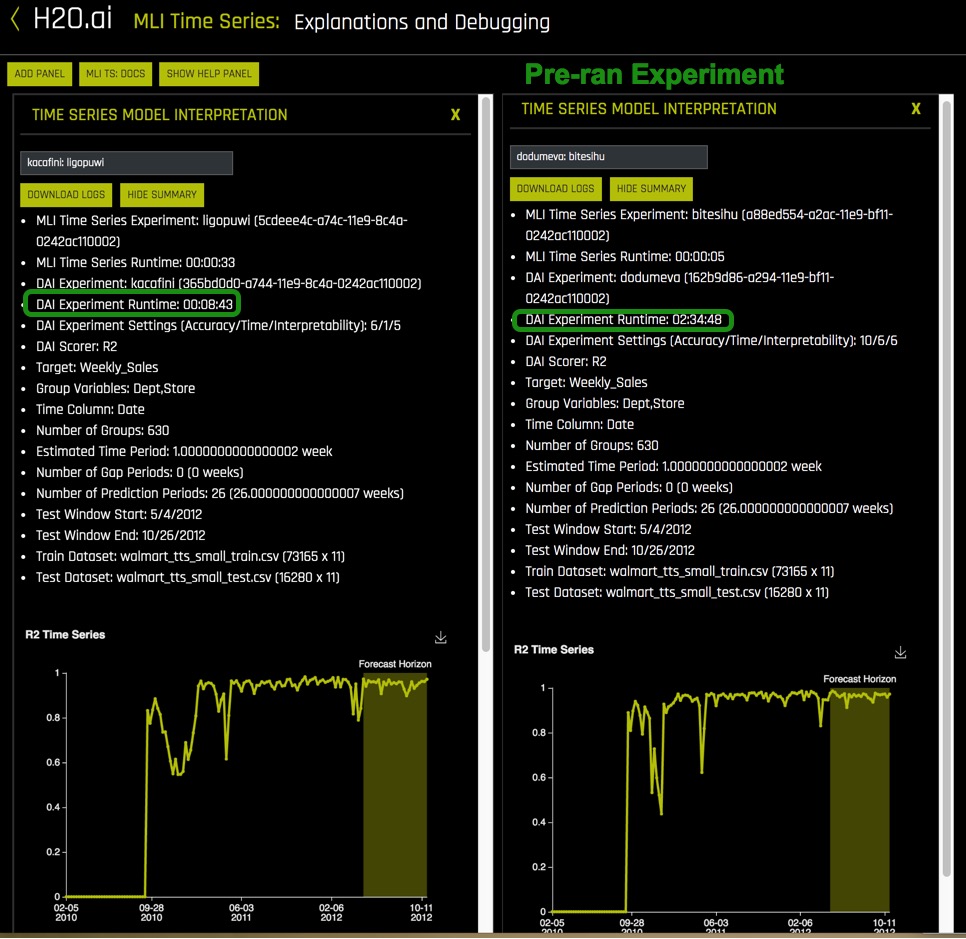 H2O.ai MLI Time Series: Explanations and Debugging
ADD PANEL MLI TS: DOCS SHOW HELP PANEL
Pre-ran Experiment
TIME SERIES MODEL INTERPRETATION X
kacafini: ligopuwi
DOWNLOAD LOGS HIDE SUMMARY
MLI Time Series Experiment: ligopuwi (5cdeee4c-a74c-11e9-8c4a-
0242ac110002)
MLI Time Series Runtime: 00:00:33
DAI Experiment: kacafini (365bd0d0-a744-11e9-8c4a-0242ac110002)
DAI Experiment Runtime: 00:08:43
DAI Experiment Settings (Accuracy/Time/Interpretability): 6/1/5
DAI Scorer: R2
Target: Weekly_Sales
Group Variables: Dept,Store
Time Column: Date
Number of Groups: 630
Estimated Time Period: 1.0000000000000002 week
Number of Gap Periods: 0 (0 weeks)
Number of Prediction Periods: 26 (26.000000000000007 weeks)
Test Window Start: 5/4/2012
Test Window End: 10/26/2012
Train Dataset: walmart_tts_small_train.csv (73165 x 11)
Test Dataset: walmart_tts_small_test.csv (16280 x 11)
R2 Time Series
Forecast Horizon
1
0.8
0.6
0.4
0.2
0
02-05 09-28 06-03 02-06 10-11
2010 2010 2011 2012 2012
TIME SERIES MODEL INTERPRETATION X
dodumeva: bitesihu
DOWNLOAD LOGS HIDE SUMMARY
MLI Time Series Experiment: bitesihu (a88ed554-a2ac-11e9-bf11-
0242ac110002)
MLI Time Series Runtime: 00:00:05
DAI Experiment: dodumeva (162b9d86-a294-11e9-bf11-
0242ac110002)
DAI Experiment Runtime: 02:34:48
DAI Experiment Settings (Accuracy/Time/Interpretability): 10/6/6
DAI Scorer: R2
Target: Weekly_Sales
Group Variables: Dept,Store
Time Column: Date
Number of Groups: 630
Estimated Time Period: 1.0000000000000002 week
Number of Gap Periods: 0 (0 weeks)
Number of Prediction Periods: 26 (26.000000000000007 weeks)
Test Window Start: 5/4/2012
Test Window End: 10/26/2012
Train Dataset: walmart_tts_small_train.csv (73165 x 11)
Test Dataset: walmart_tts_small_test.csv (16280 x 11)
R2 Time Series
Forecast Horizon
1
0.8
0.6
0.4
0.2
0
02-05 09-28 06-03 02-06 10-11
2010 2010 2011 2012 2012